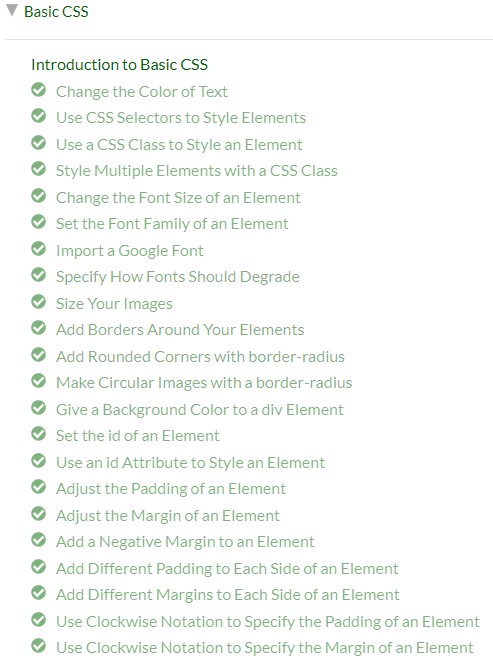 Basic CSS
Introduction to Basic CSS
Change the Color of Text
Use CSS Selectors to Style Elements
Use a CSS Class to Style an Element
Style Multiple Elements with a CSS Class
Change the Font Size of an Element
Set the Font Family of an Element
Import a Google Font
Specify How Fonts Should Degrade
Size Your Images
Add Borders Around Your Elements
Add Rounded Corners with border-radius
Make Circular Images with a border-radius
Give a Background Color to a div Element
Set the id of an Element
Use an id Attribute to Style an Element
Adjust the Padding of an Element
Adjust the Margin of an Element
Add a Negative Margin to an Element
Add Different Padding to Each Side of an Element
Add Different Margins to Each Side of an Element
Use Clockwise Notation to Specify the Padding of an Element
Use Clockwise Notation to Specify the Margin of an Element